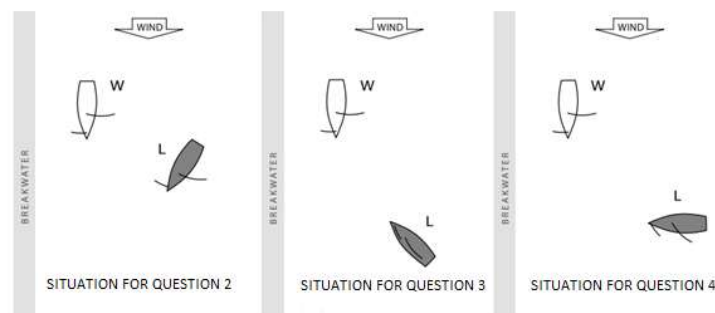 WIND
W
L
BREAKWATER
SITUATION FOR QUESTION 2
WIND
W
L
BREAKWATER
SITUATION FOR QUESTION 3
WIND
W
L
BREAKWATER
SITUATION FOR QUESTION 4